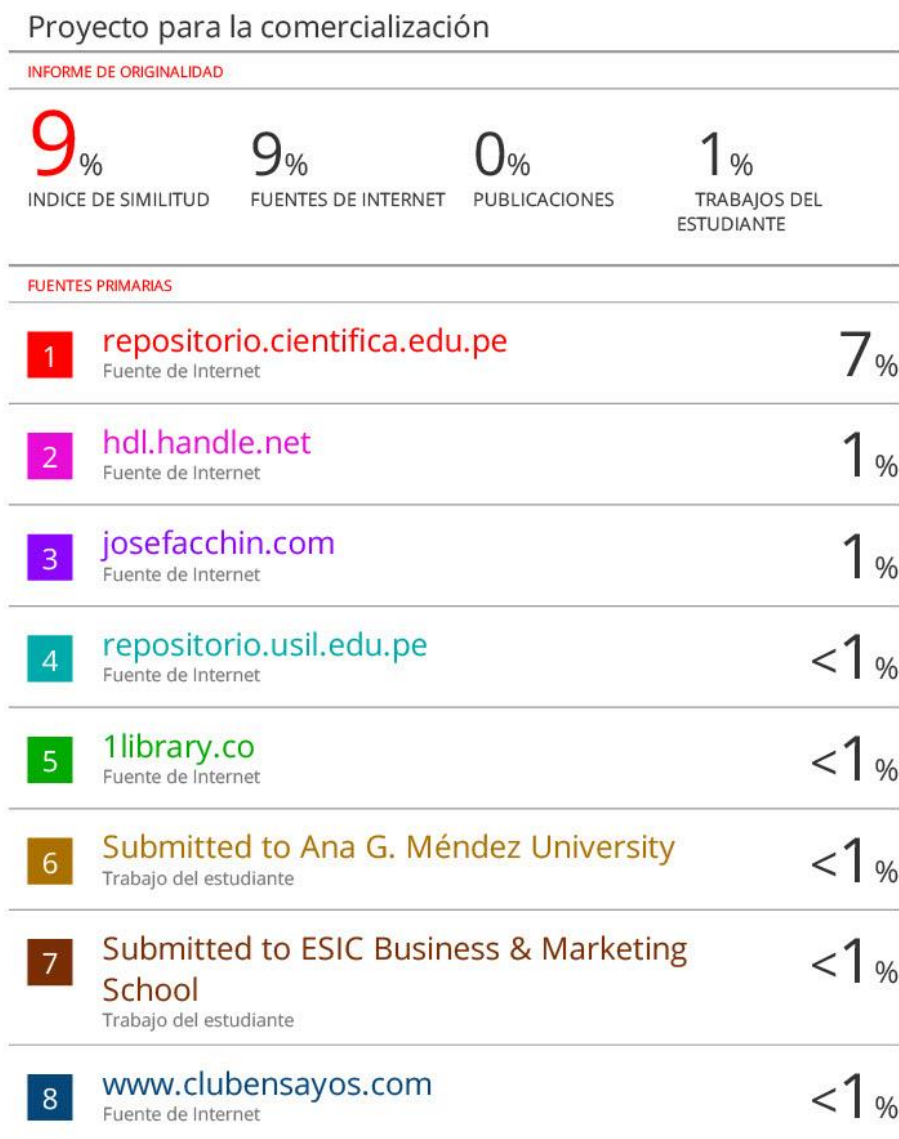 Proyecto para la comercialización
INFORME DE ORIGINALIDAD
9%
9%
0%
1%
INDICE DE SIMILITUD
FUENTES DE INTERNET
PUBLICACIONES
TRABAJOS DEL
ESTUDIANTE
FUENTES PRIMARIAS
1
repositorio.cientifica.edu.pe
Fuente de Internet
7%
2
hdl.handle.net
Fuente de Internet
1%
3
josefacchin.com
Fuente de Internet
1%
4
repositorio.usil.edu.pe
Fuente de Internet
<1%
5
1library.co
Fuente de Internet
<1%
6
Submitted to Ana G. Méndez University
Trabajo del estudiante
<1%
7
Submitted to ESIC Business & Marketing
School
Trabajo del estudiante
<1%
8
www.clubensayos.com
Fuente de Internet
<1%